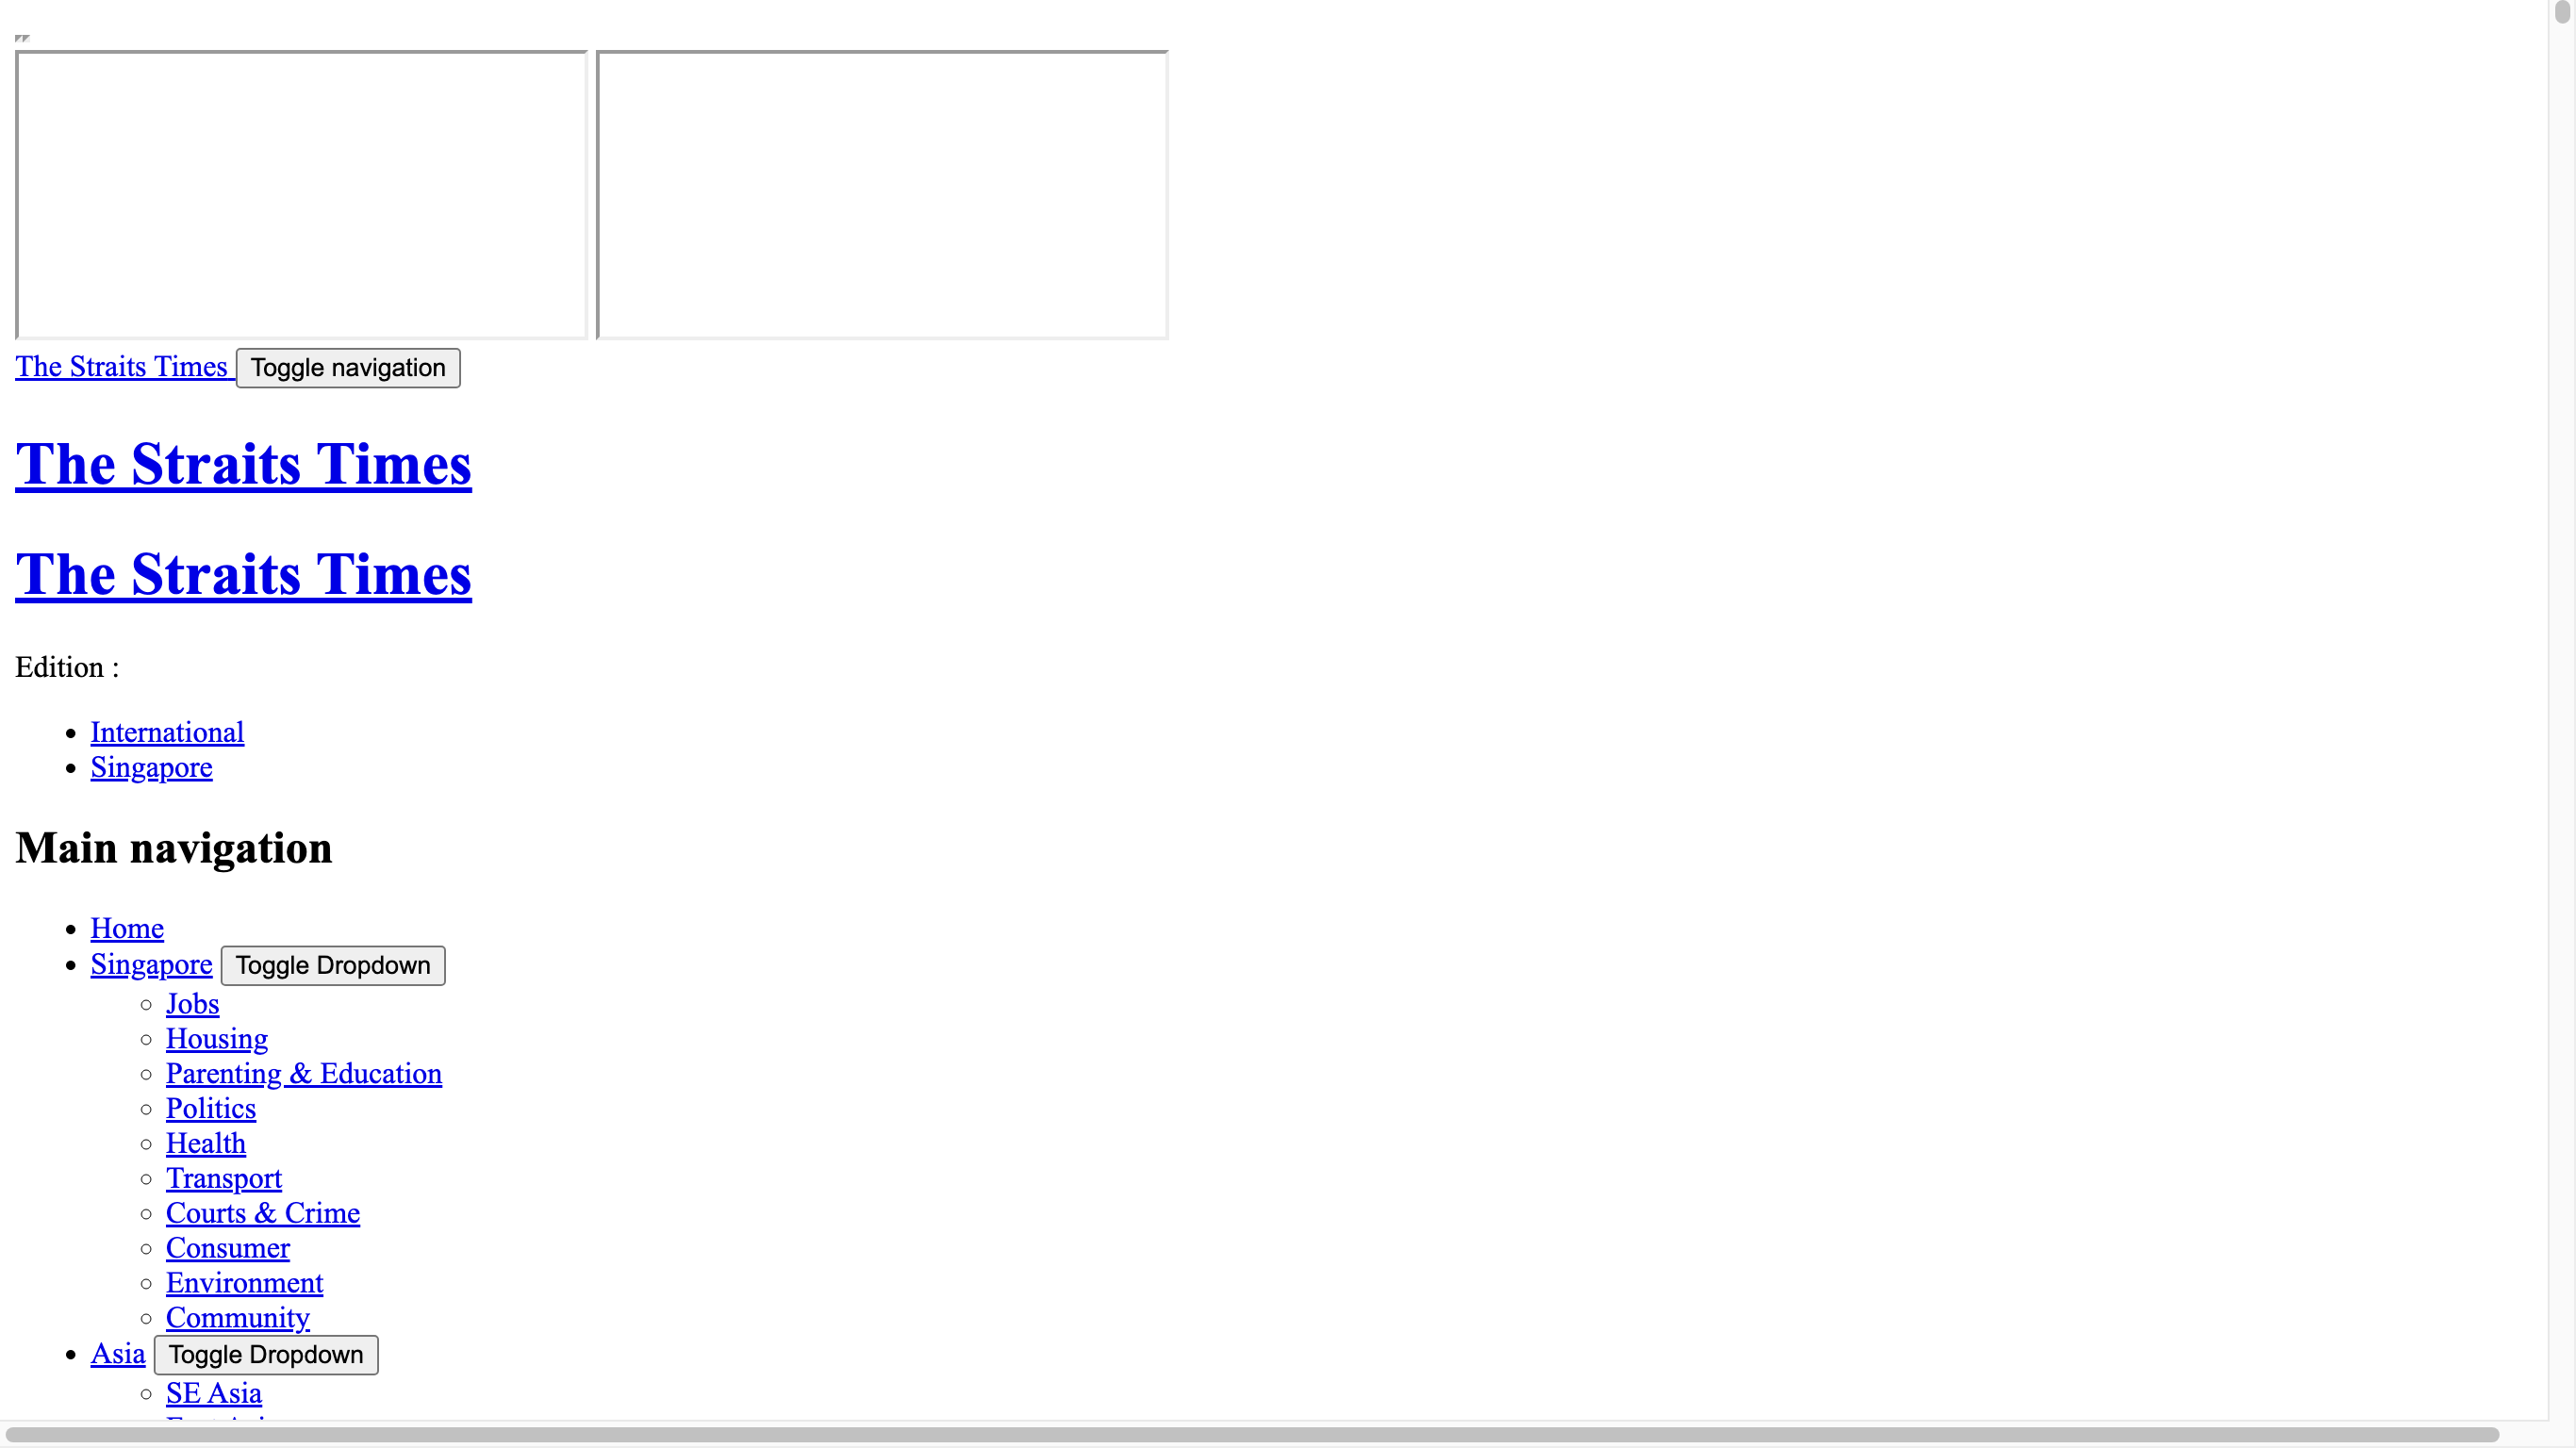 The Straits Times Toggle navigation
The Straits Times
The Straits Times
Edition :
International
Singapore
Main navigation
Home
Singapore Toggle Dropdown
Jobs
Housing
Parenting & Education
Politics
Health
Transport
Courts & Crime
Consumer
Environment
Community
Asia Toggle Dropdown
SE Asia